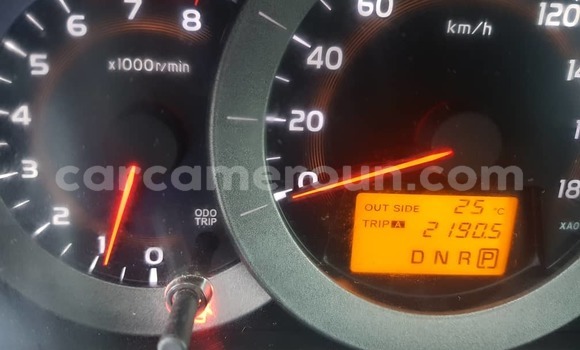 8
7
6
5
4
3
2
1
0
x1000r/min
ODO
TRIP
0
20
40
60
120
km/h
OUT SIDE 25 °C
TRIP A 2190.5
D N R P
carcameroun.com